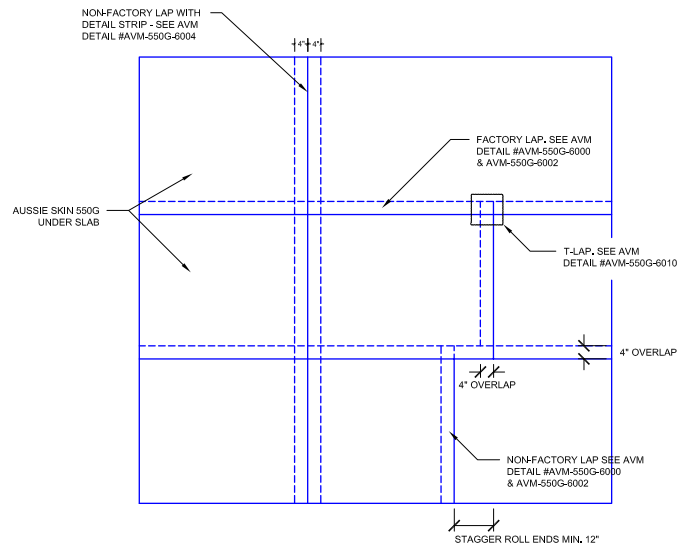 NON-FACTORY LAP WITH
DETAIL STRIP - SEE AVM
DETAIL #AVM-550G-6004
4" 4"
FACTORY LAP. SEE AVM
DETAIL #AVM-550G-6000
& AVM-550G-6002
AUSSIE SKIN 550G
UNDER SLAB
T-LAP. SEE AVM
DETAIL #AVM-550G-6010
4" OVERLAP
4" OVERLAP
NON-FACTORY LAP SEE AVM
DETAIL #AVM-550G-6000
& AVM-550G-6002
STAGGER ROLL ENDS MIN. 12"